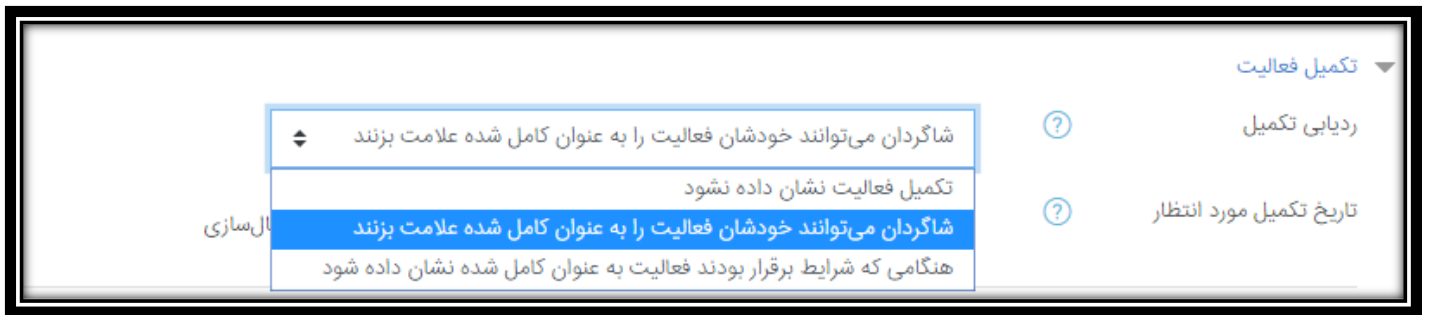 تکمیل فعالیت
ردیابی تکمیل
شاگردان می‌توانند خودشان فعالیت را به عنوان کامل شده علامت بزنند
تکمیل فعالیت نشان داده نشود
شاگردان می‌توانند خودشان فعالیت را به عنوان کامل شده علامت بزنند
هنگامی که شرایط برقرار بودند فعالیت به عنوان کامل شده نشان داده شود
تاریخ تکمیل مورد انتظار